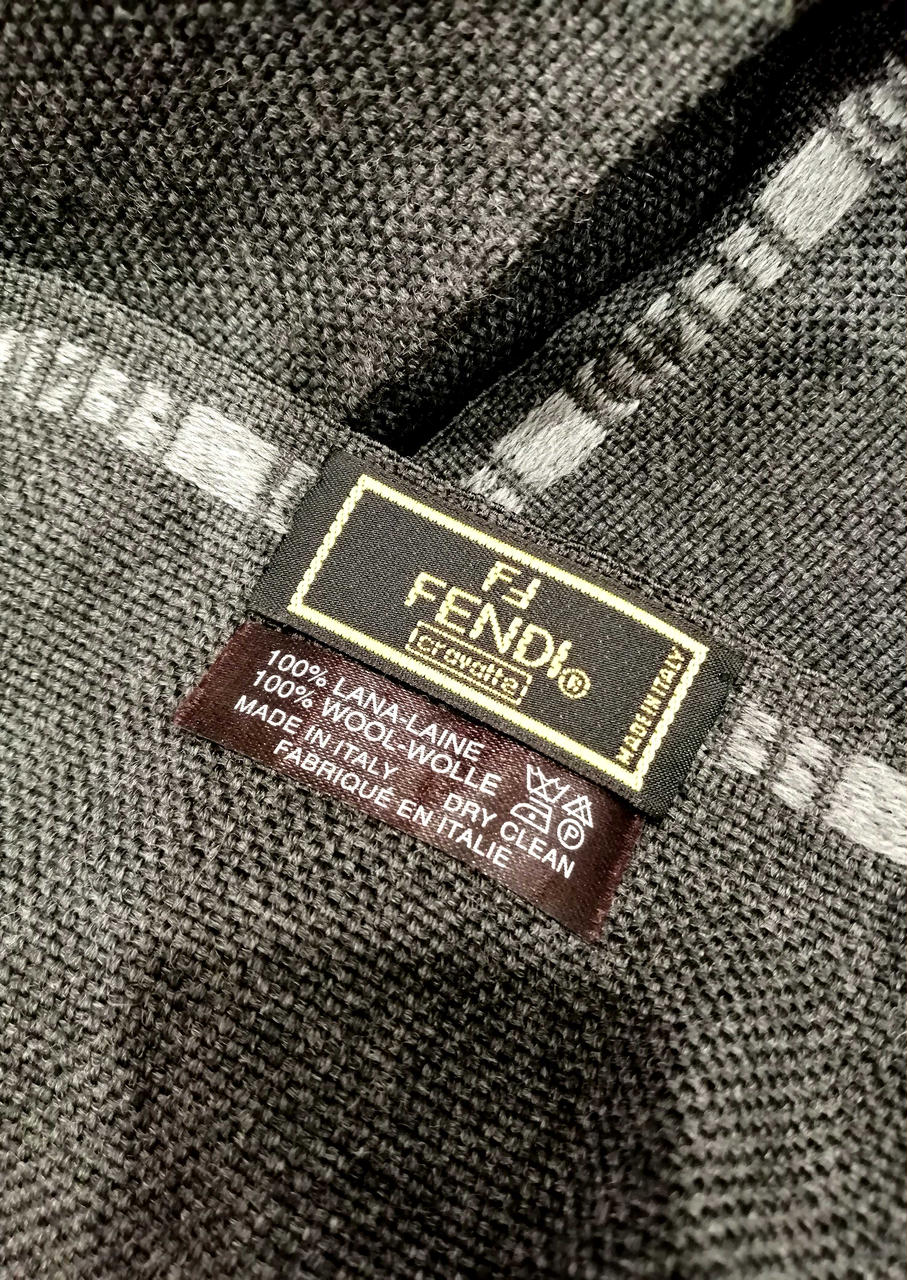 FF
FENDI®
cravatte
MADE IN ITALY
100% LANA-LAINE
100% WOOL-WOLLE
MADE IN ITALY
FABRIQUÉ EN ITALIE
DRY CLEAN
P